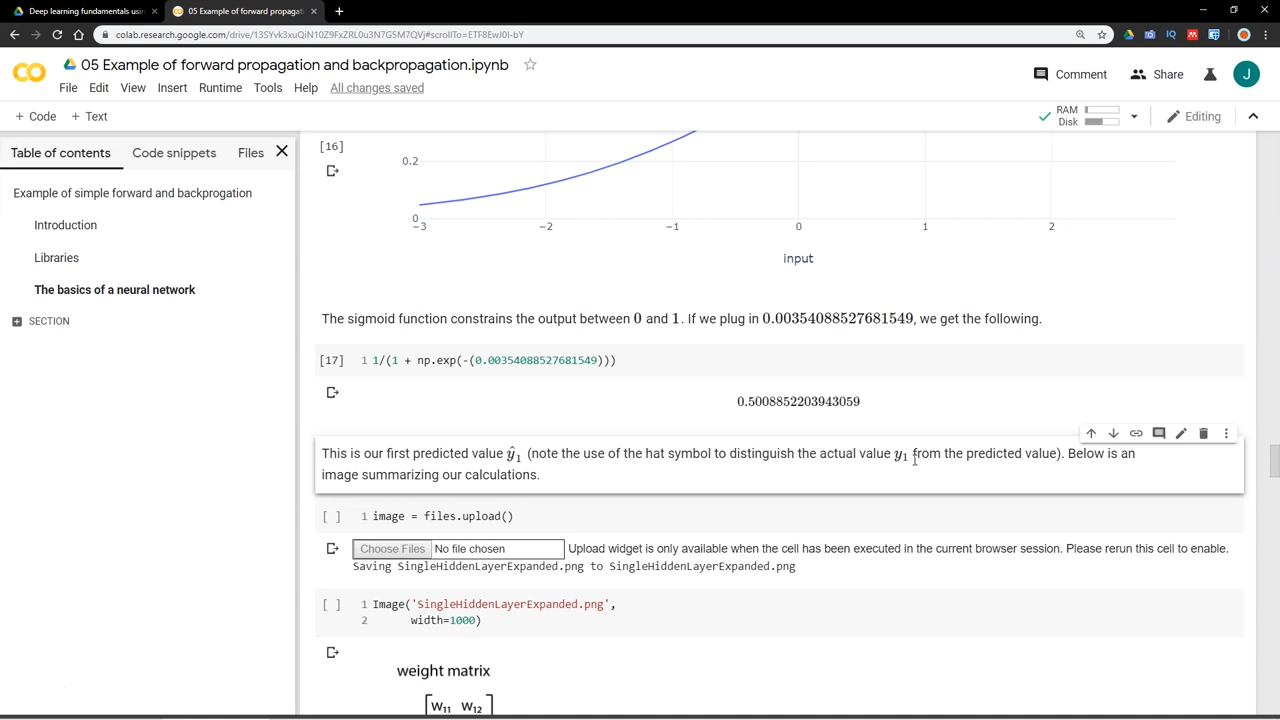 Deep learning fundamentals usin
05 Example of forward propagati
colab.research.google.com/drive/13SYvk3xuQiN10Z9FxZRL0u3N7G5M7QVj#scrollTo=ETF8EwJ0I-bY
IQ
05 Example of forward propagation and backpropagation.ipynb
CO
Comment
Share
J
File Edit View Insert Runtime Tools Help All changes saved
+ Code + Text
RAM
Disk
Editing
Table of contents Code snippets Files
Example of simple forward and backprogation
Introduction
Libraries
The basics of a neural network
SECTION
[16]
0.2
0
−3 −2 −1 0 1 2
input
The sigmoid function constrains the output between 0 and 1. If we plug in 0.00354088527681549, we get the following.
[17] 1 1/(1 + np.exp(-(0.00354088527681549)))
0.5008852203943059
This is our first predicted value ŷ₁ (note the use of the hat symbol to distinguish the actual value y₁ from the predicted value). Below is an
image summarizing our calculations.
[ ] 1 image = files.upload()
Choose Files No file chosen Upload widget is only available when the cell has been executed in the current browser session. Please rerun this cell to enable.
Saving SingleHiddenLayerExpanded.png to SingleHiddenLayerExpanded.png
[ ] 1 Image('SingleHiddenLayerExpanded.png',
2 width=1000)
weight matrix
w₁₁ w₁₂